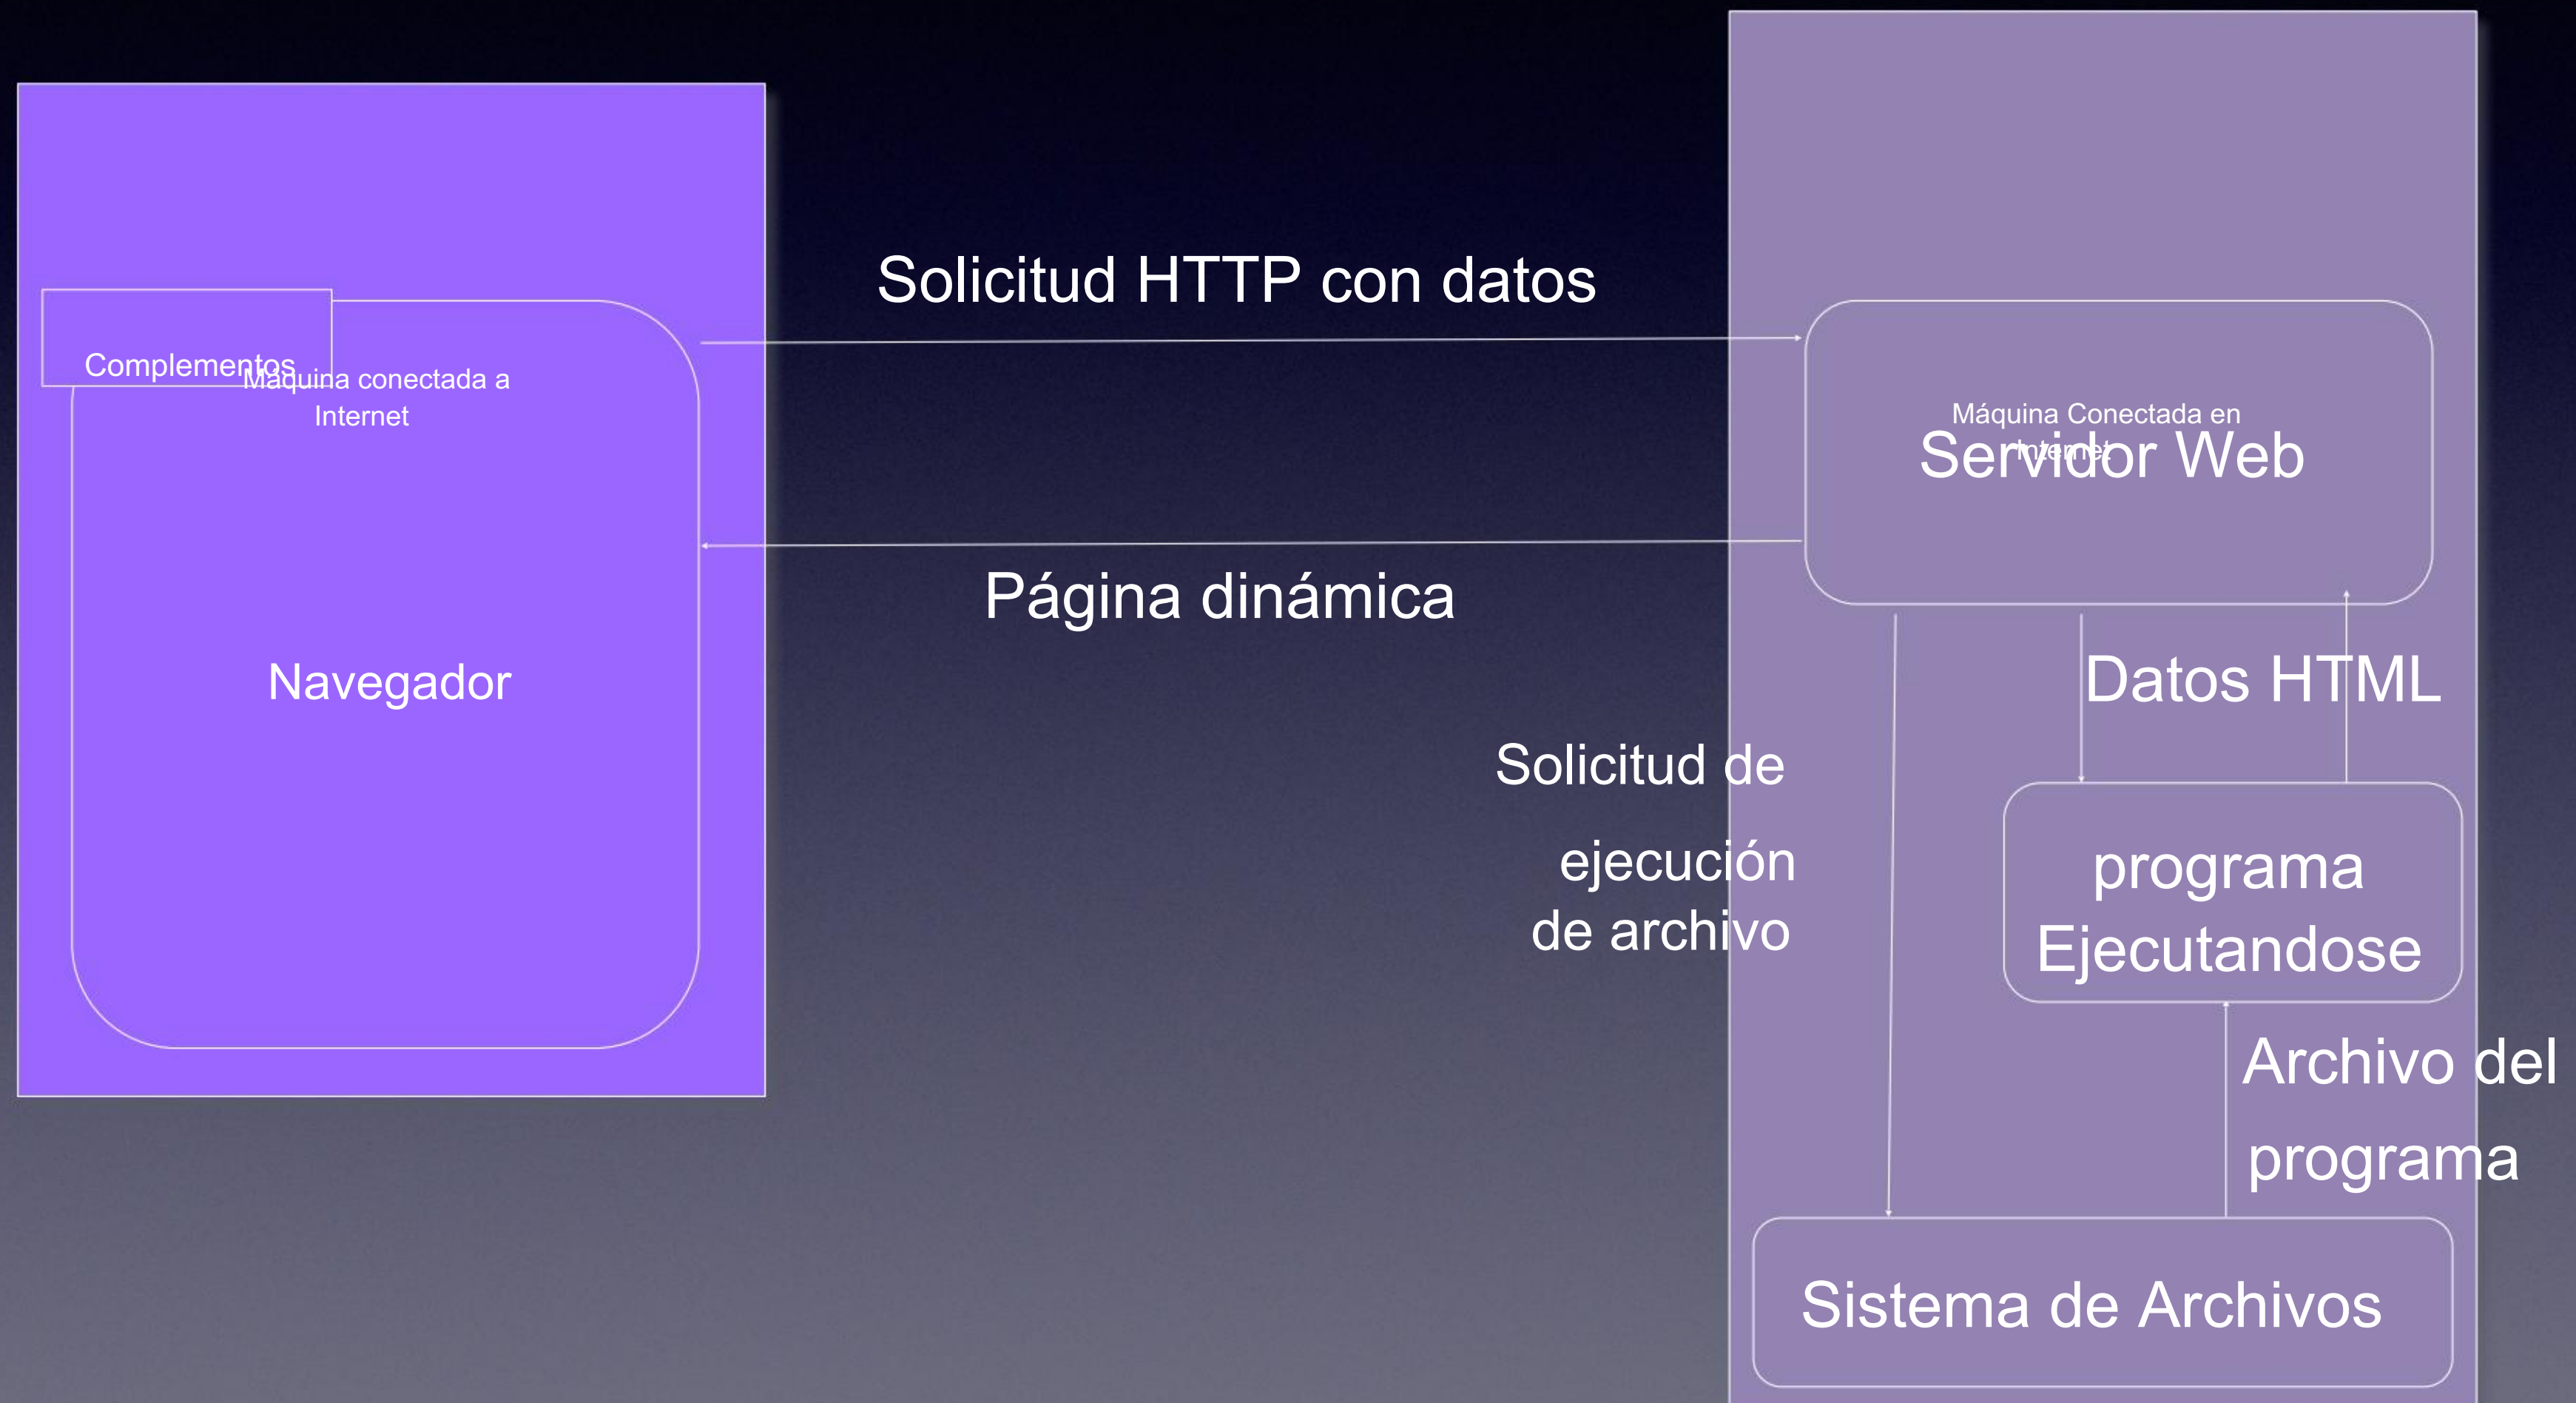 Complementos
Máquina conectada a
Internet
Navegador
Solicitud HTTP con datos
Página dinámica
Máquina Conectada en
Internet
Servidor Web
Datos HTML
Solicitud de
ejecución
de archivo
programa
Ejecutandose
Archivo del
programa
Sistema de Archivos